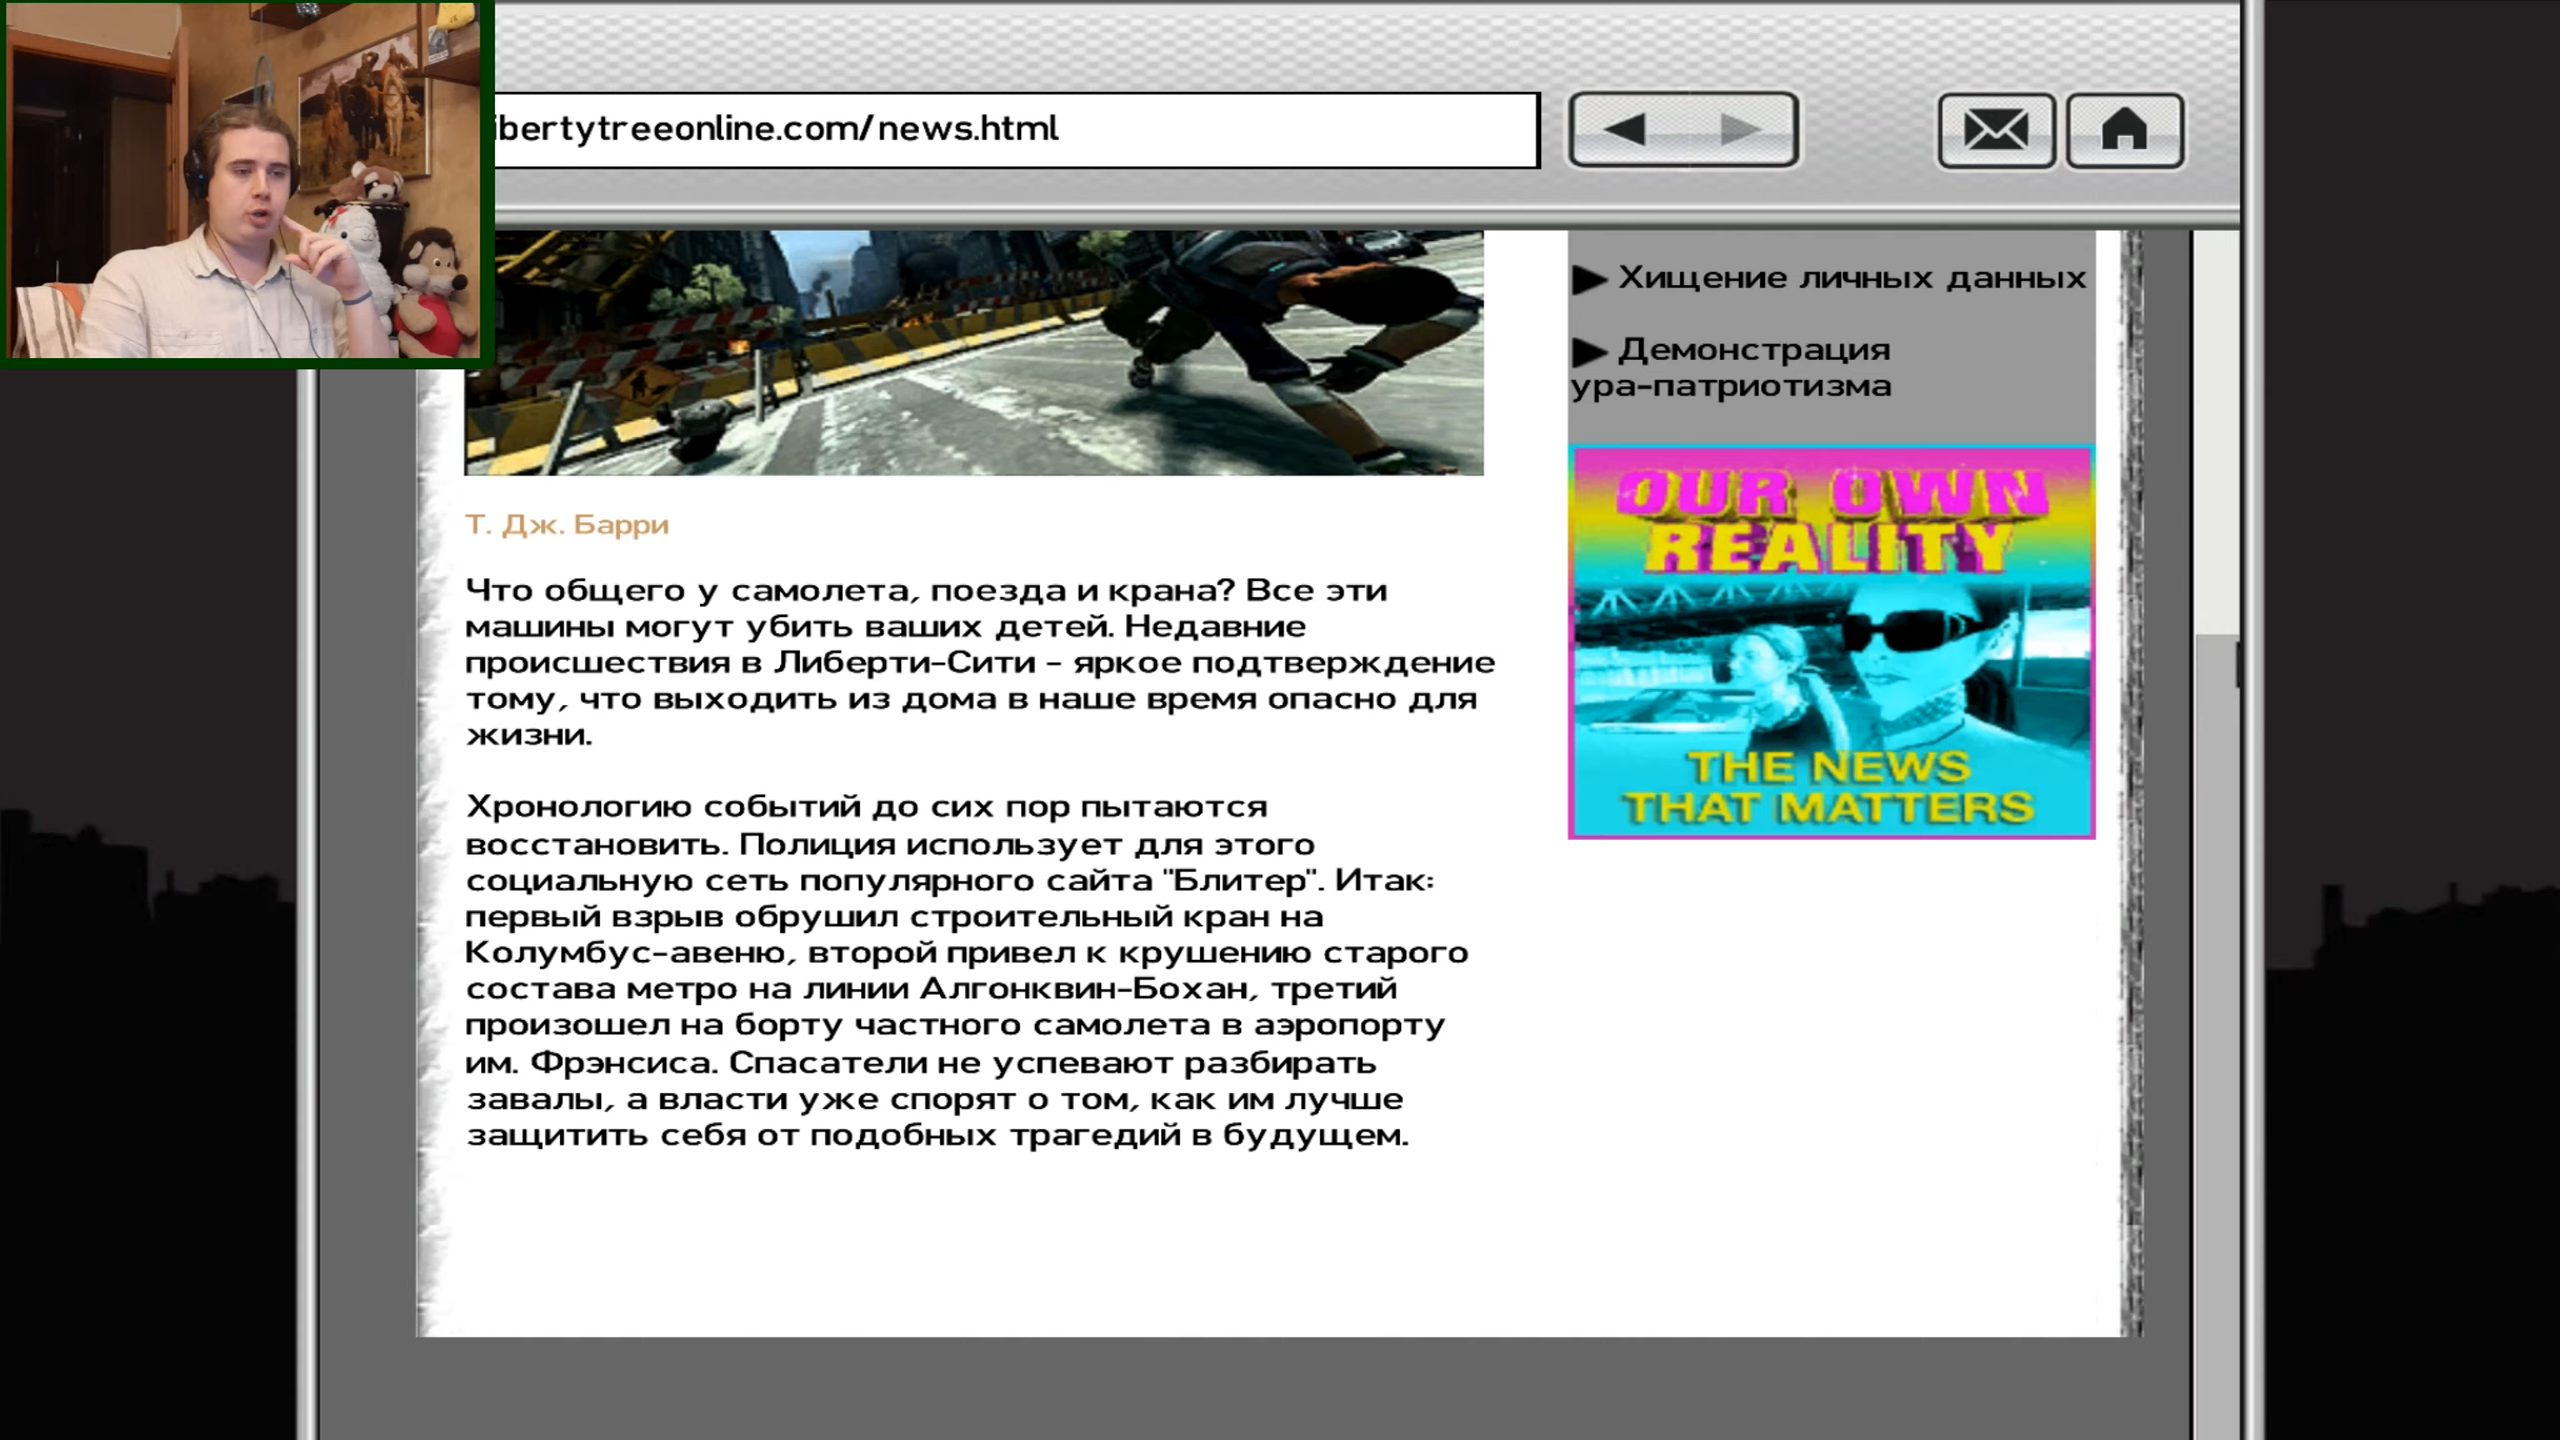 ibertytreeonline.com/news.html
Хищение личных данных
Демонстрация
ура-патриотизма
OUR OWN
REALITY
THE NEWS
THAT MATTERS
Т. Дж. Барри
Что общего у самолета, поезда и крана? Все эти
машины могут убить ваших детей. Недавние
происшествия в Либерти-Сити - яркое подтверждение
тому, что выходить из дома в наше время опасно для
жизни.
Хронологию событий до сих пор пытаются
восстановить. Полиция использует для этого
социальную сеть популярного сайта "Блитер". Итак:
первый взрыв обрушил строительный кран на
Колумбус-авеню, второй привел к крушению старого
состава метро на линии Алгонквин-Бохан, третий
произошел на борту частного самолета в аэропорту
им. Фрэнсиса. Спасатели не успевают разбирать
завалы, а власти уже спорят о том, как им лучше
защитить себя от подобных трагедий в будущем.